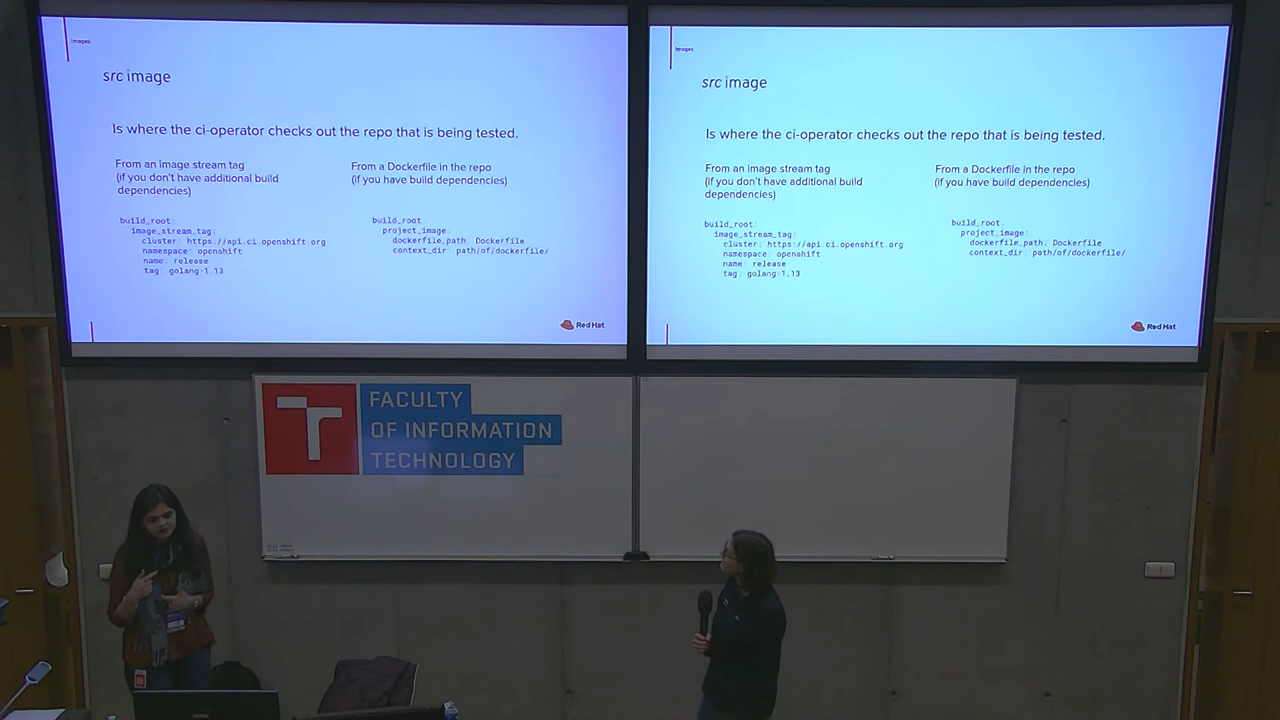 Images
src image
Is where the ci-operator checks out the repo that is being tested.
From an image stream tag
(if you don't have additional build
dependencies)
From a Dockerfile in the repo
(if you have build dependencies)
build_root:
image_stream_tag:
cluster: https://api.ci.openshift.org
namespace: openshift
name: release
tag: golang-1.13
build_root:
project_image:
dockerfile_path: Dockerfile
context_dir: path/of/dockerfile/
Red Hat
Images
src image
Is where the ci-operator checks out the repo that is being tested.
From an image stream tag
(if you don't have additional build
dependencies)
From a Dockerfile in the repo
(if you have build dependencies)
build_root:
image_stream_tag:
cluster: https://api.ci.openshift.org
namespace: openshift
name: release
tag: golang-1.13
build_root:
project_image:
dockerfile_path: Dockerfile
context_dir: path/of/dockerfile/
Red Hat
FACULTY
OF INFORMATION
TECHNOLOGY